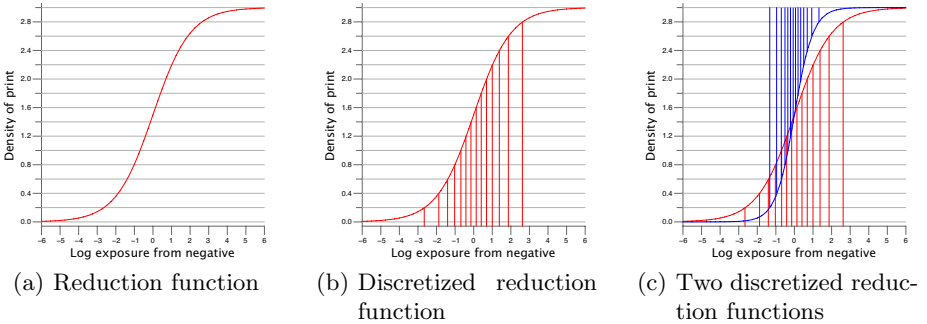 Density of print
2.8
2.4
2.0
1.6
1.2
0.8
0.4
0.0
−6 −5 −4 −3 −2 −1 0 1 2 3 4 5 6
Log exposure from negative
(a) Reduction function
Density of print
2.8
2.4
2.0
1.6
1.2
0.8
0.4
0.0
−6 −5 −4 −3 −2 −1 0 1 2 3 4 5 6
Log exposure from negative
(b) Discretized reduction
function
Density of print
2.8
2.4
2.0
1.6
1.2
0.8
0.4
0.0
−6 −5 −4 −3 −2 −1 0 1 2 3 4 5 6
Log exposure from negative
(c) Two discretized reduc-
tion functions